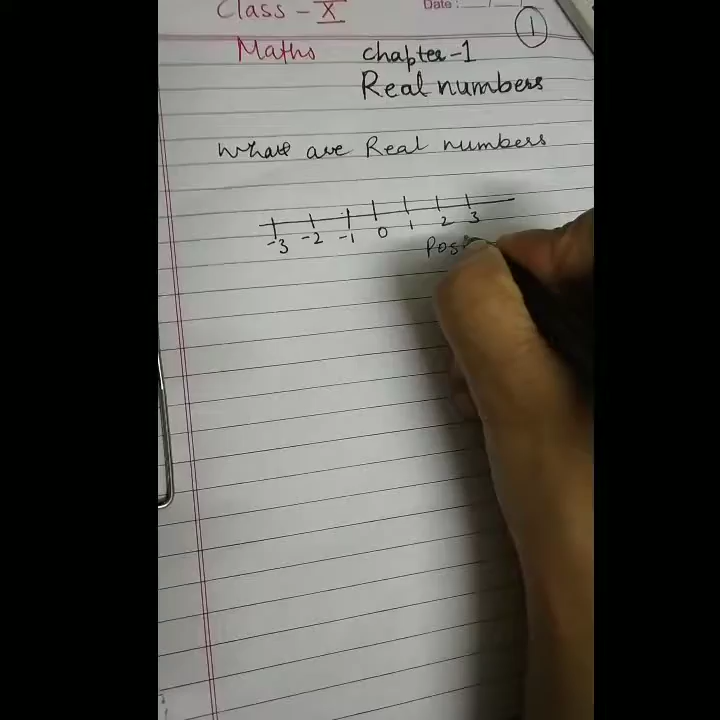 Class - X
Date : / /
1
Maths chapter-1
Real numbers
What are Real numbers
-3 -2 -1 0 1 2 3
Posi